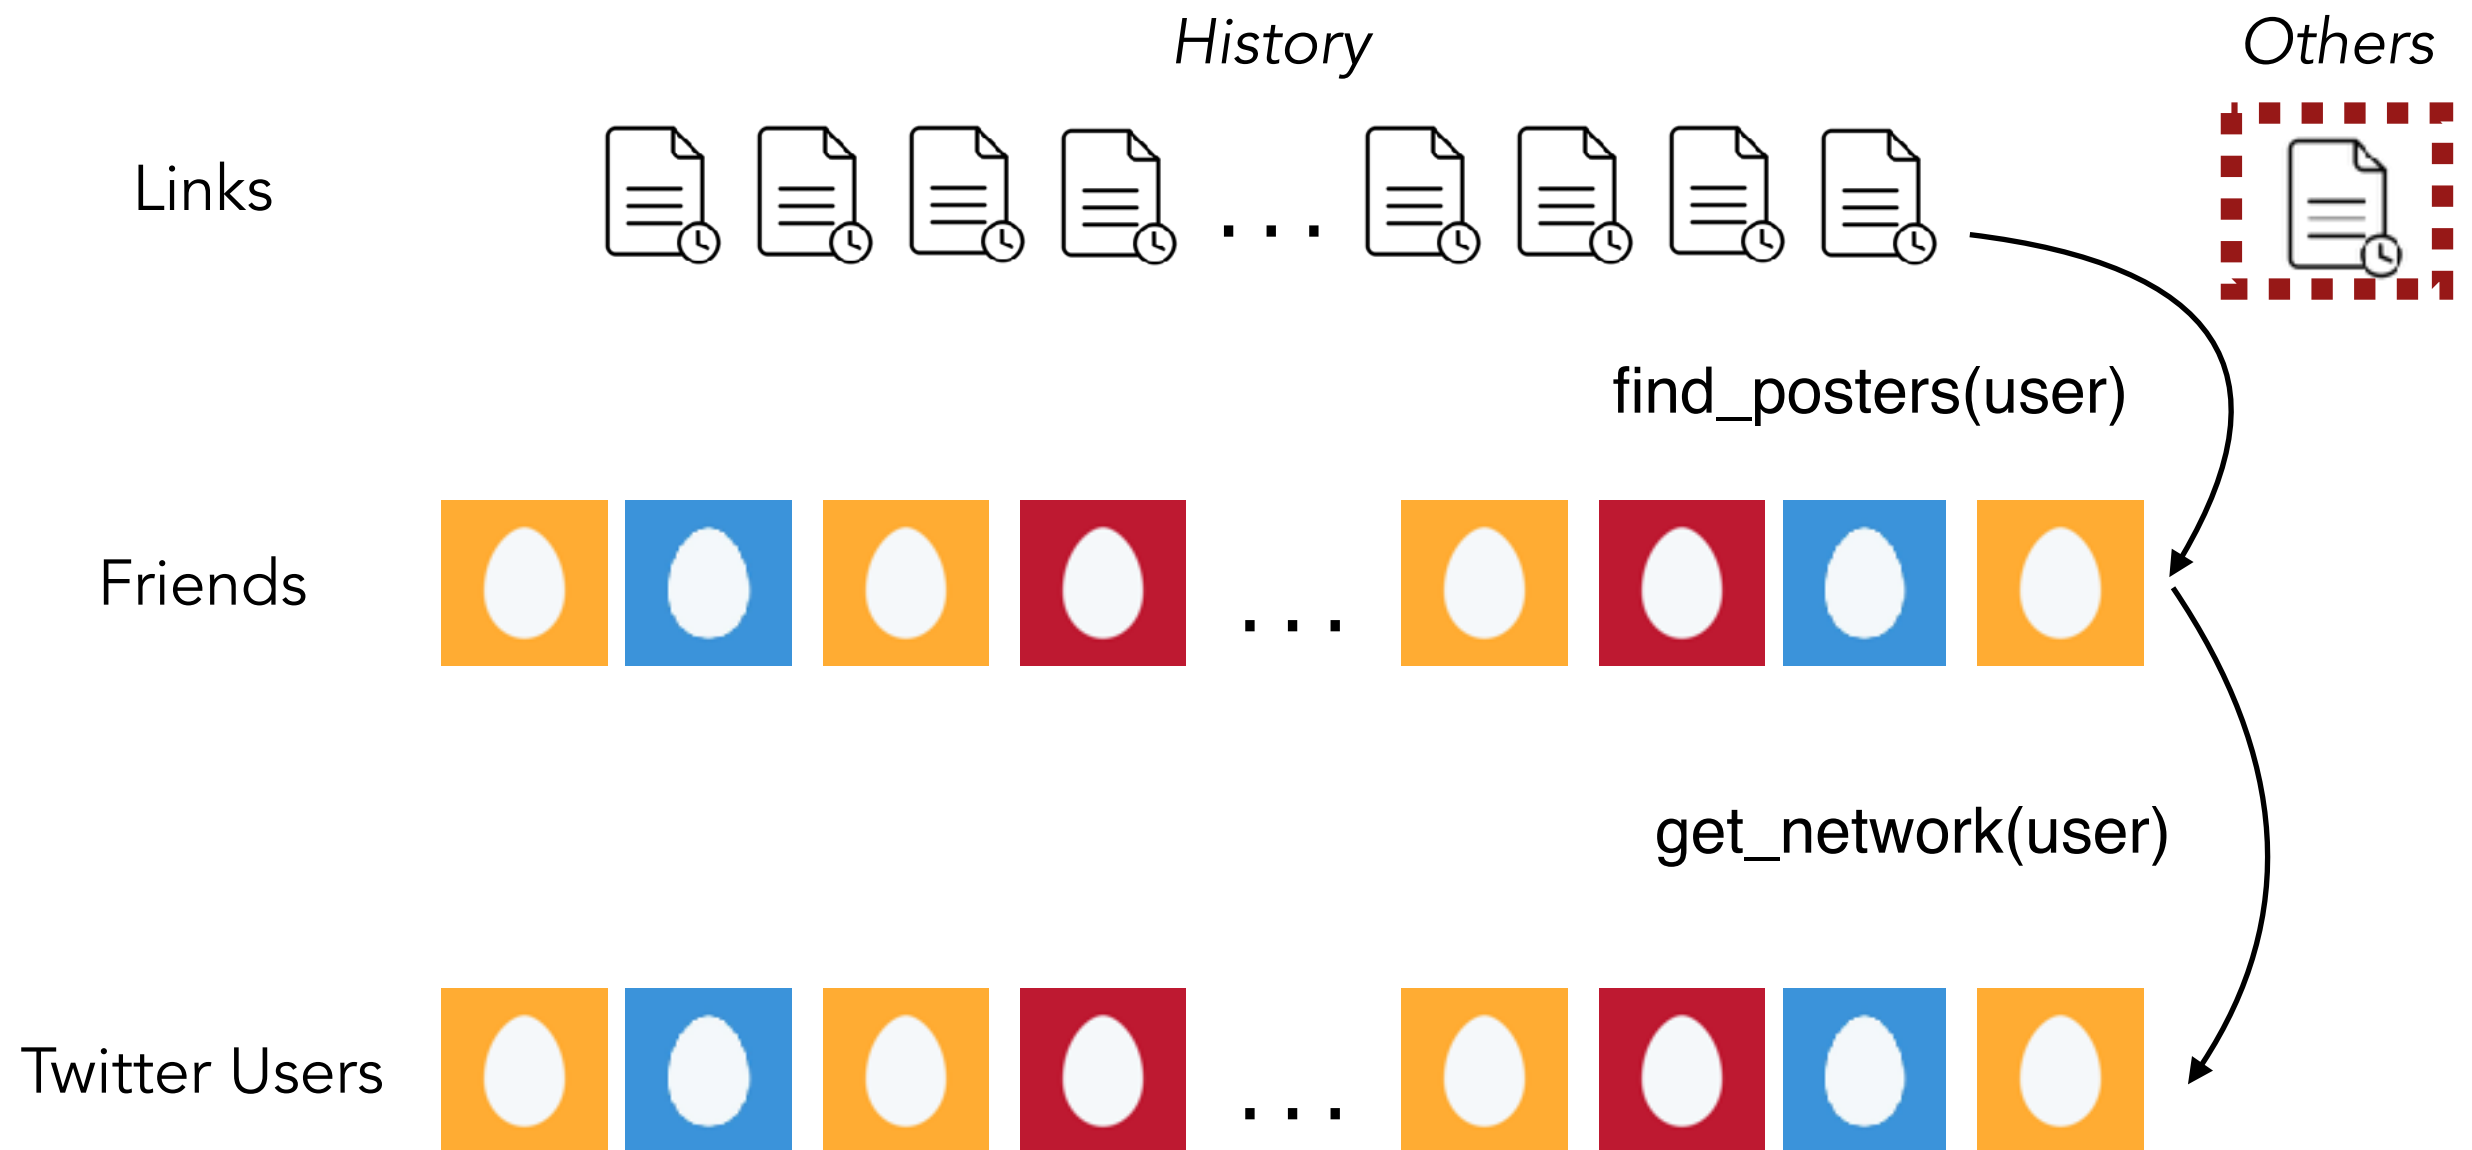 History
Others
Links
...
find_posters(user)
Friends
...
get_network(user)
Twitter Users
...